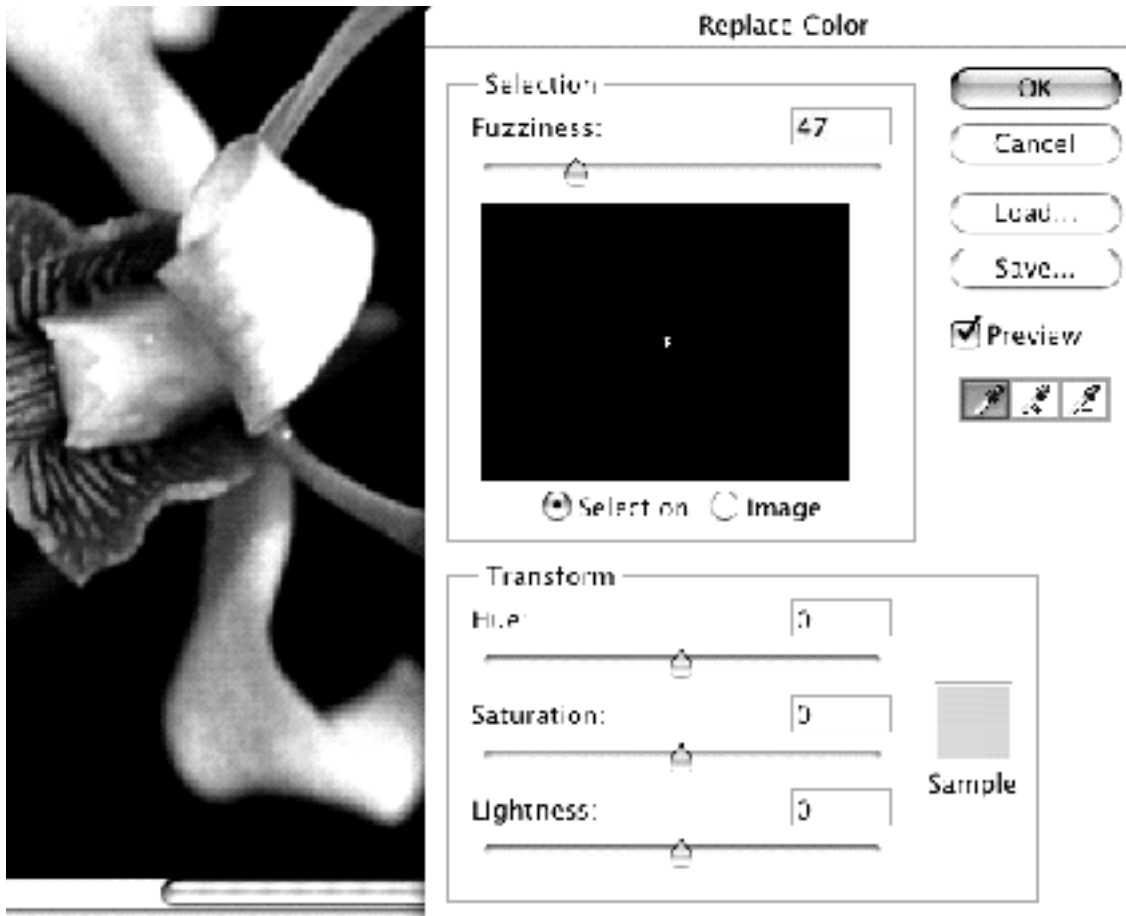 Replace Color
Selection
Fuzziness: 47
OK
Cancel
Load...
Save...
Preview
Selection Image
Transform
Hue: 0
Saturation: 0
Lightness: 0
Sample